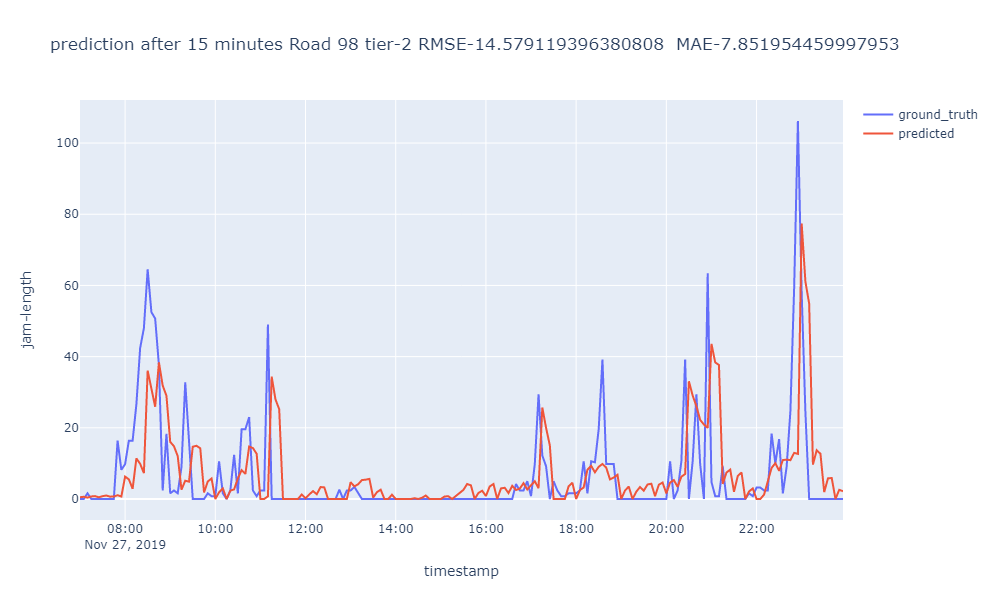 prediction after 15 minutes Road 98 tier-2 RMSE-14.579119396380808  MAE-7.851954459997953
ground_truth
predicted
100
80
60
40
20
0
jam-length
08:00 10:00 12:00 14:00 16:00 18:00 20:00 22:00
Nov 27, 2019
timestamp